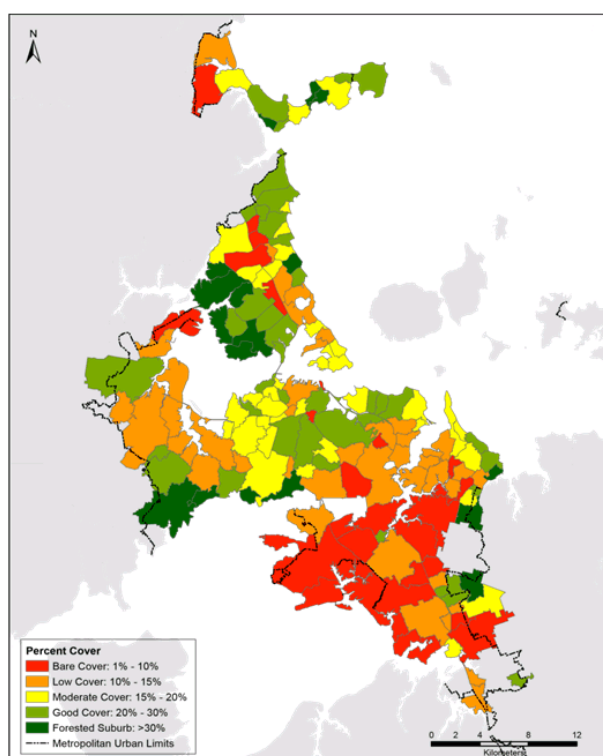 N
Percent Cover
Bare Cover: 1% - 10%
Low Cover: 10% - 15%
Moderate Cover: 15% - 20%
Good Cover: 20% - 30%
Forested Suburb: >30%
Metropolitan Urban Limits
0 2 4 8 12
Kilometers